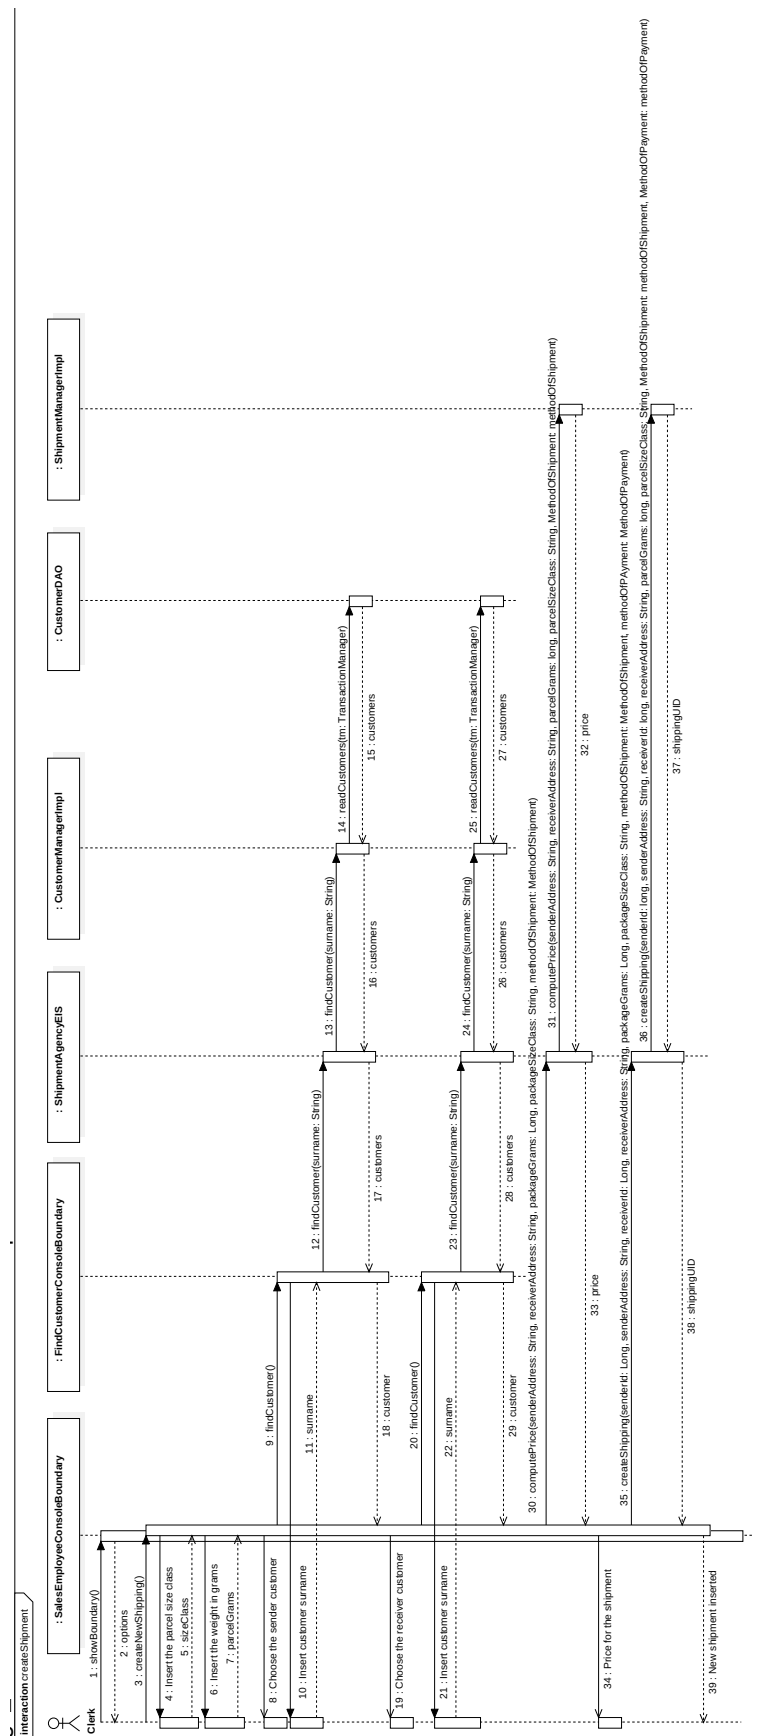 interaction createShipment
Clerk
: SalesEmployeeConsoleBoundary
: FindCustomerConsoleBoundary
: ShipmentAgencyEIS
: CustomerManagerImpl
: CustomerDAO
: ShipmentManagerImpl
1 : showBoundary()
2 : options
3 : createNewShipping()
4 : Insert the parcel size class
5 : sizeClass
6 : Insert the weight in grams
7 : parcelGrams
8 : Choose the sender customer
9 : findCustomer()
10 : Insert customer surname
11 : surname
12 : findCustomer(surname: String)
13 : findCustomer(surname: String)
14 : readCustomers(tm: TransactionManager)
15 : customers
16 : customers
17 : customers
18 : customer
19 : Choose the receiver customer
20 : findCustomer()
21 : Insert customer surname
22 : surname
23 : findCustomer(surname: String)
24 : findCustomer(surname: String)
25 : readCustomers(tm: TransactionManager)
27 : customers
26 : customers
28 : customers
29 : customer
30 : computePrice(senderAddress: String, receiverAddress: String, packageGrams: Long, packageSizeClass: String, methodOfShipment: MethodOfShipment)
31 : computePrice(senderAddress: String, receiverAddress: String, parcelGrams: long, parcelSizeClass: String, MethodOfShipment: methodOfShipment)
32 : price
33 : price
34 : Price for the shipment
35 : createShipping(senderId: Long, senderAddress: String, receiverId: Long, receiverAddress: String, packageGrams: Long, packageSizeClass: String, methodOfShipment: MethodOfPAyment, methodOfPayment: MethodOfPayment)
36 : createShipping(senderId: long, senderAddress: String, receiverId: long, receiverAddress: String, parcelGrams: long, parcelSizeClass: String, MethodOfShipment: methodOfShipment, MethodOfPayment: methodOfPayment)
37 : shippingUID
38 : shippingUID
39 : New shipment inserted